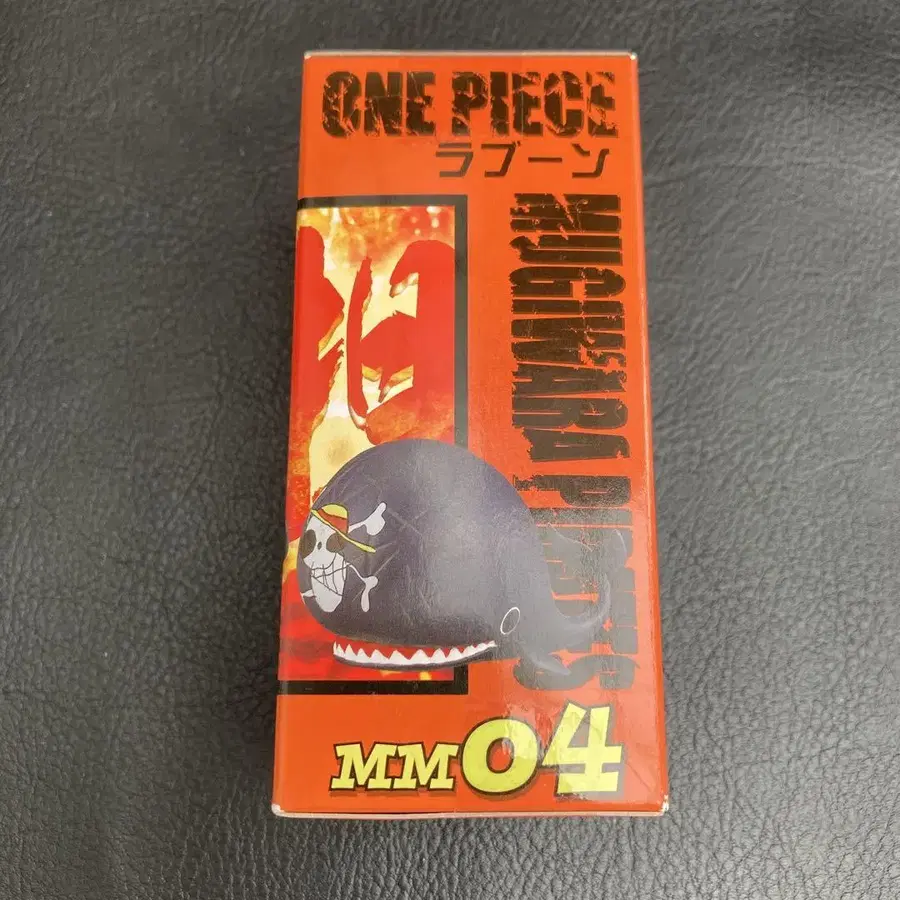 ONE PIECE
ラブーン
MUGIWARA PIRATES
MM04